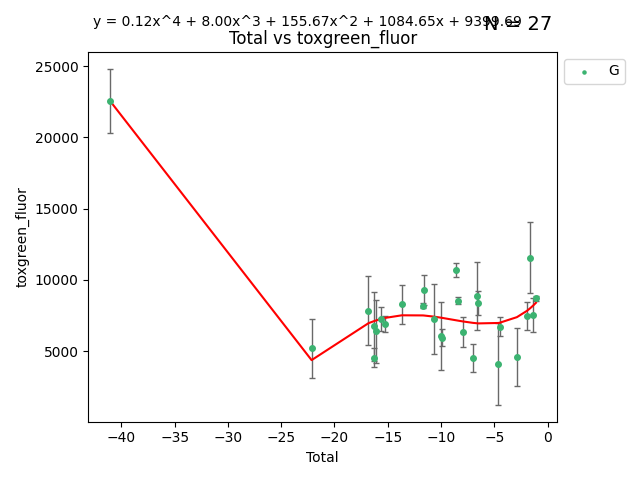 y = 0.12x^4 + 8.00x^3 + 155.67x^2 + 1084.65x + 9399.69
N = 27
Total vs toxgreen_fluor
G
25000
20000
15000
10000
5000
toxgreen_fluor
−40 −35 −30 −25 −20 −15 −10 −5 0
Total